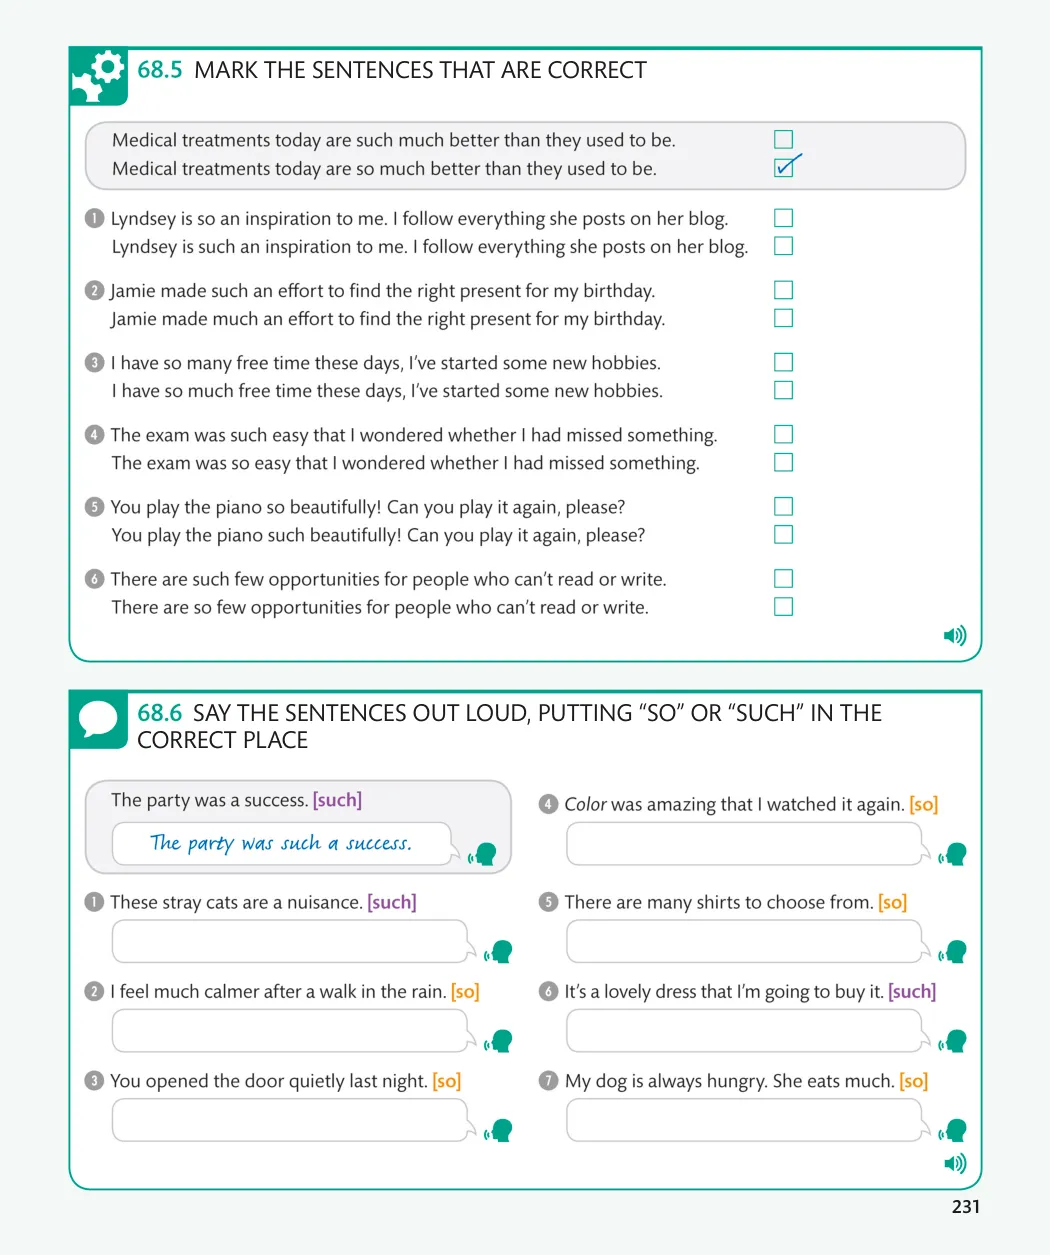 68.5 MARK THE SENTENCES THAT ARE CORRECT
Medical treatments today are such much better than they used to be.
Medical treatments today are so much better than they used to be.
1 Lyndsey is so an inspiration to me. I follow everything she posts on her blog.
Lyndsey is such an inspiration to me. I follow everything she posts on her blog.
2 Jamie made such an effort to find the right present for my birthday.
Jamie made much an effort to find the right present for my birthday.
3 I have so many free time these days, I've started some new hobbies.
I have so much free time these days, I've started some new hobbies.
4 The exam was such easy that I wondered whether I had missed something.
The exam was so easy that I wondered whether I had missed something.
5 You play the piano so beautifully! Can you play it again, please?
You play the piano such beautifully! Can you play it again, please?
6 There are such few opportunities for people who can't read or write.
There are so few opportunities for people who can't read or write.
68.6 SAY THE SENTENCES OUT LOUD, PUTTING “SO” OR “SUCH” IN THE
CORRECT PLACE
The party was a success. [such]
The party was such a success.
1 These stray cats are a nuisance. [such]
2 I feel much calmer after a walk in the rain. [so]
3 You opened the door quietly last night. [so]
4 Color was amazing that I watched it again. [so]
5 There are many shirts to choose from. [so]
6 It's a lovely dress that I'm going to buy it. [such]
7 My dog is always hungry. She eats much. [so]
231